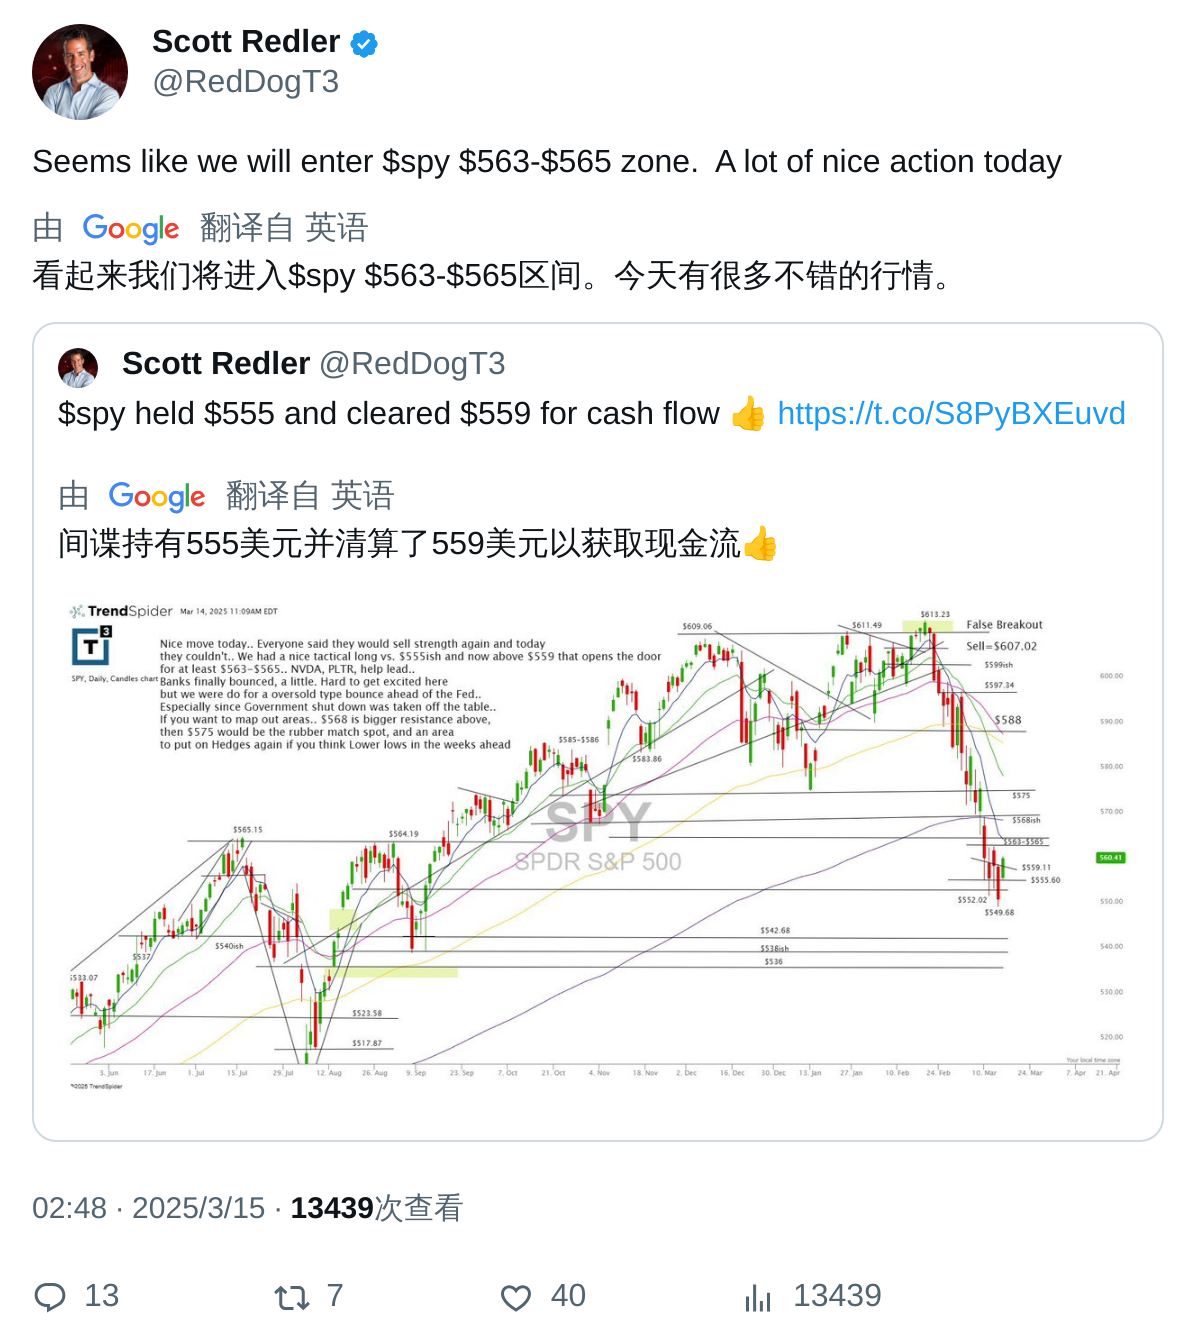 Scott Redler
@RedDogT3
Seems like we will enter $spy $563-$565 zone.  A lot of nice action today
由 Google 翻译自 英语
看起来我们将进入$spy $563-$565区间。今天有很多不错的行情。
Scott Redler @RedDogT3
$spy held $555 and cleared $559 for cash flow 👍 https://t.co/S8PyBXEuvd
由 Google 翻译自 英语
间谍持有555美元并清算了559美元以获取现金流👍
TrendSpider Mar 14, 2025 11:09AM EDT
T3
SPY, Daily, Candles chart
Nice move today.. Everyone said they would sell strength again and today
they couldn't.. We had a nice tactical long vs. $555ish and now above $559 that opens the door
for at least $563-$565.. NVDA, PLTR, help lead..
Banks finally bounced, a little. Hard to get excited here
but we were do for a oversold type bounce ahead of the Fed..
Especially since Government shut down was taken off the table..
If you want to map out areas.. $568 is bigger resistance above,
then $575 would be the rubber match spot, and an area
to put on Hedges again if you think Lower lows in the weeks ahead
$613.23
$609.06
$611.49
False Breakout
Sell=$607.02
$599ish
$597.34
$588
$585-$586
$583.86
$575
$568ish
$563-$565
$559.11
$555.60
$552.02
$549.68
$565.15
$564.19
SPY
SPDR S&P 500
$542.68
$538ish
$536
$540ish
$537
$533.07
$523.58
$517.87
600.00
590.00
580.00
570.00
560.41
550.00
540.00
530.00
520.00
Your local time zone
3. Jun 17. Jun 1. Jul 15. Jul 29. Jul 12. Aug 26. Aug 9. Sep 23. Sep 7. Oct 21. Oct 4. Nov 18. Nov 2. Dec 16. Dec 30. Dec 13. Jan 27. Jan 10. Feb 24. Feb 10. Mar 24. Mar 7. Apr 21. Apr
©2025 TrendSpider
02:48 · 2025/3/15 · 13439次查看
13 7 40 13439